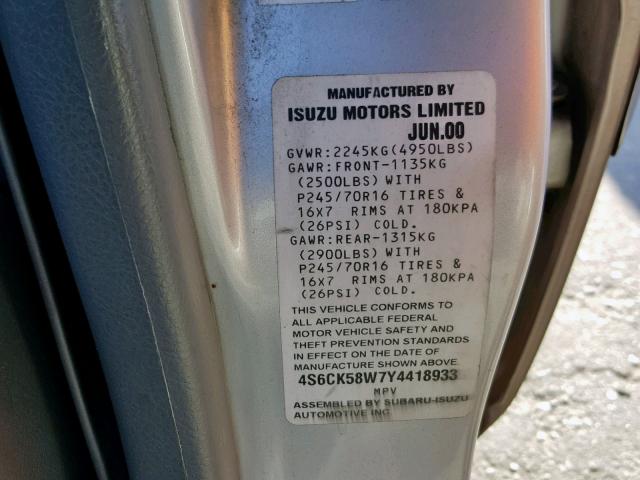 MANUFACTURED BY
ISUZU MOTORS LIMITED
JUN.00
GVWR:2245KG(4950LBS)
GAWR:FRONT-1135KG
(2500LBS)WITH
P245/70R16 TIRES &
16X7 RIMS AT 180KPA
(26PSI) COLD.
GAWR:REAR-1315KG
(2900LBS)WITH
P245/70R16 TIRES &
16X7 RIMS AT 180KPA
(26PSI) COLD.
THIS VEHICLE CONFORMS TO
ALL APPLICABLE FEDERAL
MOTOR VEHICLE SAFETY AND
THEFT PREVENTION STANDARDS
IN EFFECT ON THE DATE OF
MANUFACTURE SHOWN ABOVE.
4S6CK58W7Y4418933
MPV
ASSEMBLED BY SUBARU-ISUZU
AUTOMOTIVE INC